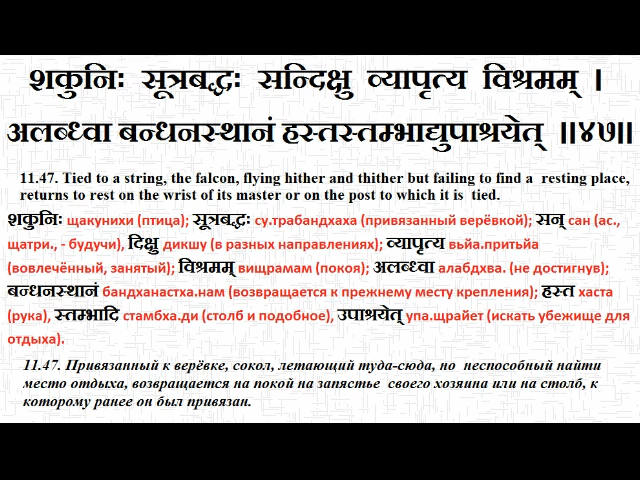 शकुनिः सूत्रबद्धः सन्दिक्षु व्यापृत्य विश्रमम् ।
अलब्ध्वा बन्धनस्थानं हस्तस्तम्भाद्युपाश्रयेत् ॥४७॥
11.47. Tied to a string, the falcon, flying hither and thither but failing to find a resting place,
returns to rest on the wrist of its master or on the post to which it is tied.
शकुनिः щакунихи (птица); सूत्रबद्धः су.трабандхаха (привязанный верёвкой); सन् сан (ас.,
щатри., - будучи), दिक्षु дикшу (в разных направлениях); व्यापृत्य вьйа.притьйа
(вовлечённый, занятый); विश्रमम् вищрамам (покоя); अलब्ध्वा алабдхва. (не достигнув);
बन्धनस्थानं бандханастха.нам (возвращается к прежнему месту крепления); हस्त хаста
(рука), स्तम्भादि стамбха.ди (столб и подобное), उपाश्रयेत् упа.щрайет (искать убежище для
отдыха).
11.47. Привязанный к верёвке, сокол, летающий туда-сюда, но неспособный найти
место отдыха, возвращается на покой на запястье своего хозяина или на столб, к
которому ранее он был привязан.